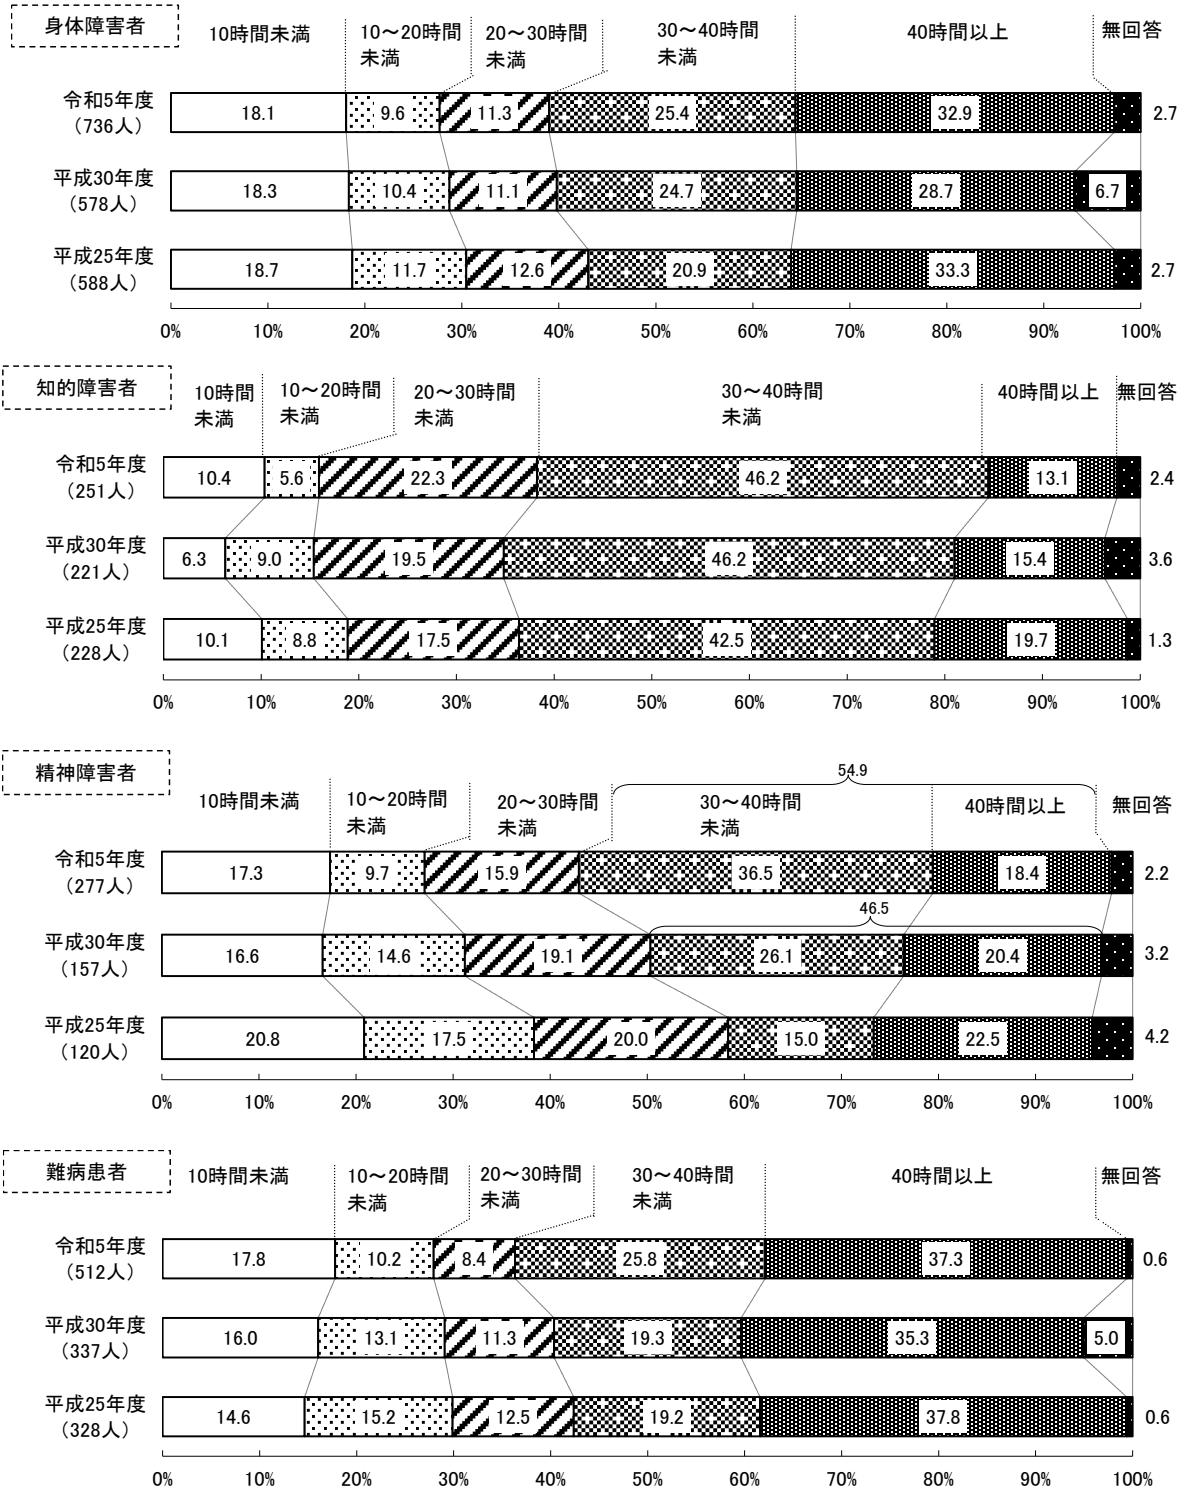 身体障害者
10時間未満
10～20時間
未満
20～30時間
未満
30～40時間
未満
40時間以上
無回答
令和5年度
（736人）
18.1
9.6
11.3
25.4
32.9
2.7
平成30年度
（578人）
18.3
10.4
11.1
24.7
28.7
6.7
平成25年度
（588人）
18.7
11.7
12.6
20.9
33.3
2.7
0%
10%
20%
30%
40%
50%
60%
70%
80%
90%
100%
知的障害者
10時間
未満
10～20時間
未満
20～30時間
未満
30～40時間
未満
40時間以上
無回答
令和5年度
（251人）
10.4
5.6
22.3
46.2
13.1
2.4
平成30年度
（221人）
6.3
9.0
19.5
46.2
15.4
3.6
平成25年度
（228人）
10.1
8.8
17.5
42.5
19.7
1.3
0%
10%
20%
30%
40%
50%
60%
70%
80%
90%
100%
精神障害者
10時間未満
10～20時間
未満
20～30時間
未満
54.9
30～40時間
未満
40時間以上
無回答
令和5年度
（277人）
17.3
9.7
15.9
36.5
18.4
2.2
46.5
平成30年度
（157人）
16.6
14.6
19.1
26.1
20.4
3.2
平成25年度
（120人）
20.8
17.5
20.0
15.0
22.5
4.2
0%
10%
20%
30%
40%
50%
60%
70%
80%
90%
100%
難病患者
10時間未満
10～20時間
未満
20～30時間
未満
30～40時間
未満
40時間以上
無回答
令和5年度
（512人）
17.8
10.2
8.4
25.8
37.3
0.6
平成30年度
（337人）
16.0
13.1
11.3
19.3
35.3
5.0
平成25年度
（328人）
14.6
15.2
12.5
19.2
37.8
0.6
0%
10%
20%
30%
40%
50%
60%
70%
80%
90%
100%